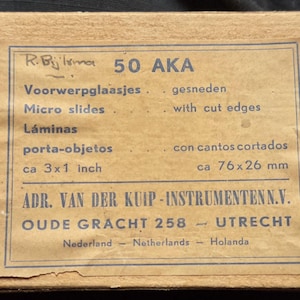 R. Bijlsma
50 AKA
Voorwerpglaasjes . . gesneden
Micro slides . . with cut edges
Láminas
porta-objetos . . con cantos cortados
ca 3x1 inch ca 76x26 mm
ADR. VAN DER KUIP - INSTRUMENTEN N.V.
OUDE GRACHT 258 — UTRECHT
Nederland — Netherlands — Holanda